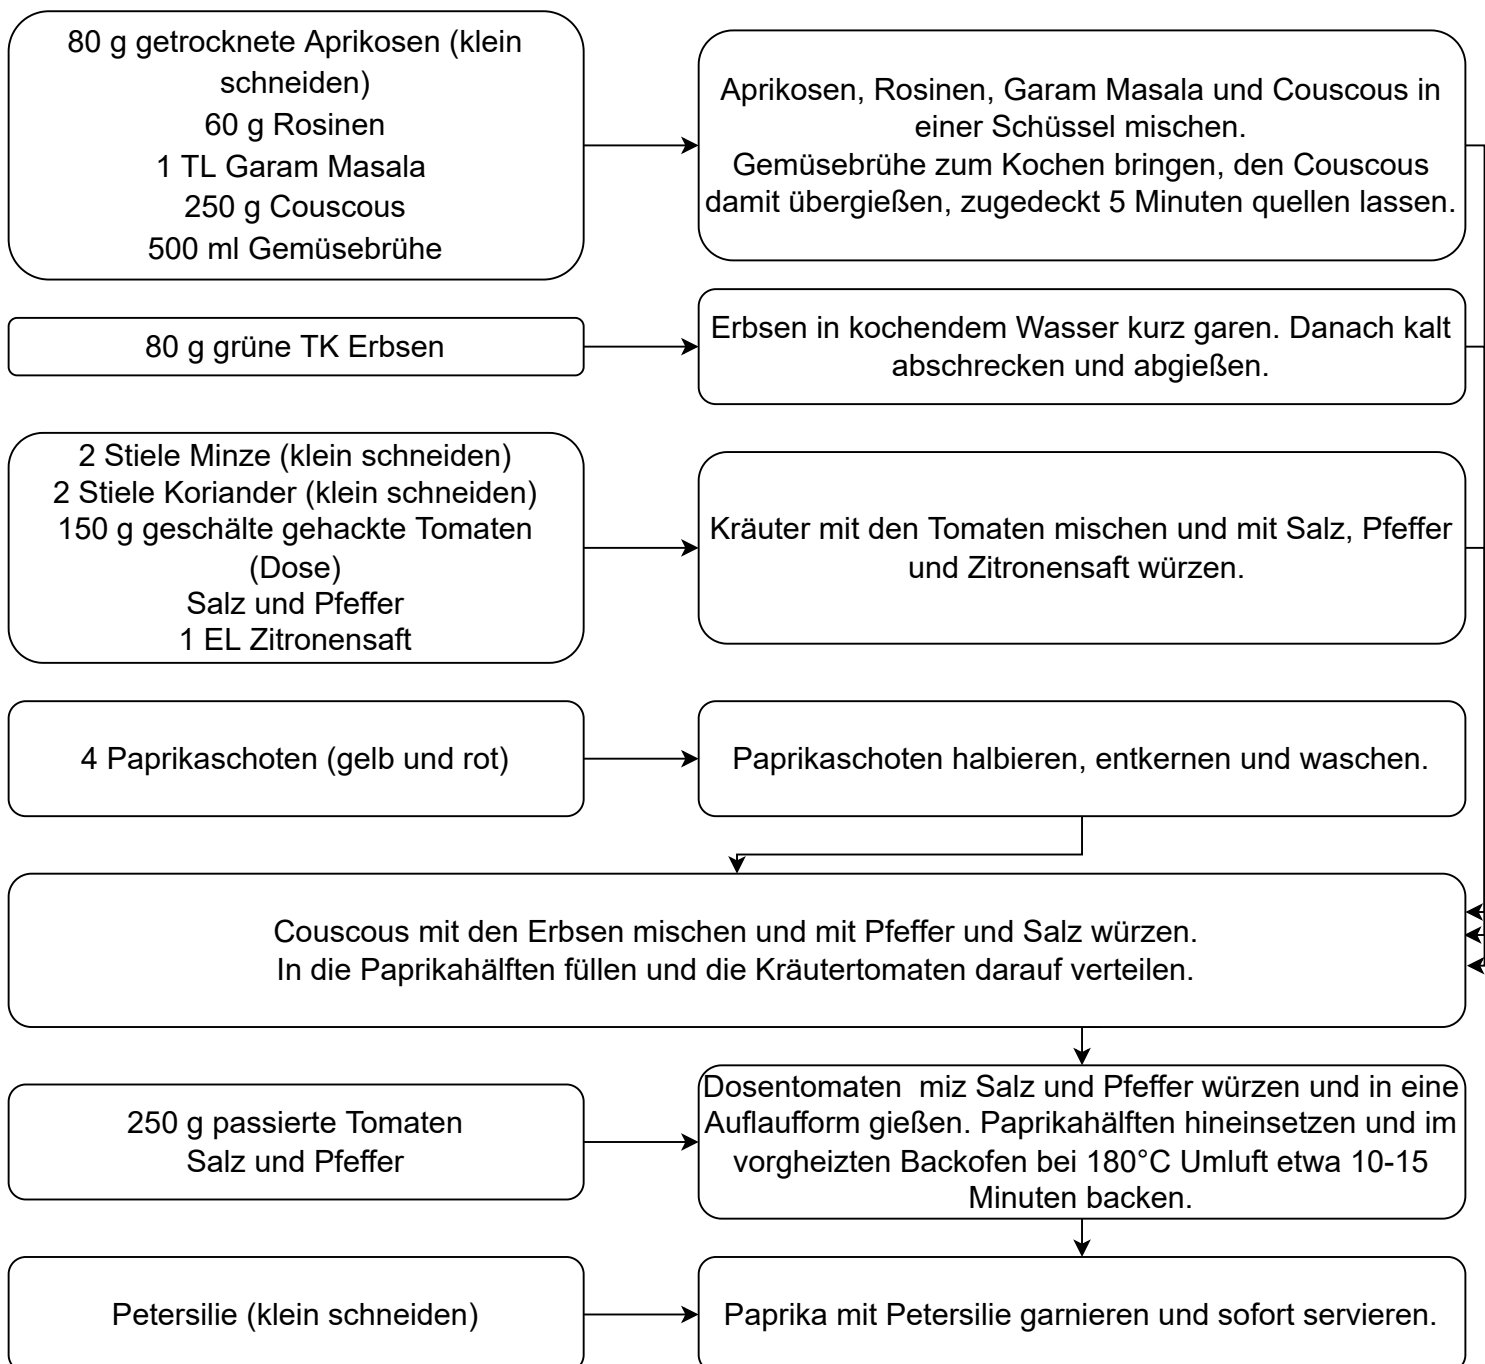 80 g getrocknete Aprikosen (klein
schneiden)
60 g Rosinen
1 TL Garam Masala
250 g Couscous
500 ml Gemüsebrühe
Aprikosen, Rosinen, Garam Masala und Couscous in
einer Schüssel mischen.
Gemüsebrühe zum Kochen bringen, den Couscous
damit übergießen, zugedeckt 5 Minuten quellen lassen.
80 g grüne TK Erbsen
Erbsen in kochendem Wasser kurz garen. Danach kalt
abschrecken und abgießen.
2 Stiele Minze (klein schneiden)
2 Stiele Koriander (klein schneiden)
150 g geschälte gehackte Tomaten
(Dose)
Salz und Pfeffer
1 EL Zitronensaft
Kräuter mit den Tomaten mischen und mit Salz, Pfeffer
und Zitronensaft würzen.
4 Paprikaschoten (gelb und rot)
Paprikaschoten halbieren, entkernen und waschen.
Couscous mit den Erbsen mischen und mit Pfeffer und Salz würzen.
In die Paprikahälften füllen und die Kräutertomaten darauf verteilen.
250 g passierte Tomaten
Salz und Pfeffer
Dosentomaten  miz Salz und Pfeffer würzen und in eine
Auflaufform gießen. Paprikahälften hineinsetzen und im
vorgheizten Backofen bei 180°C Umluft etwa 10-15
Minuten backen.
Petersilie (klein schneiden)
Paprika mit Petersilie garnieren und sofort servieren.